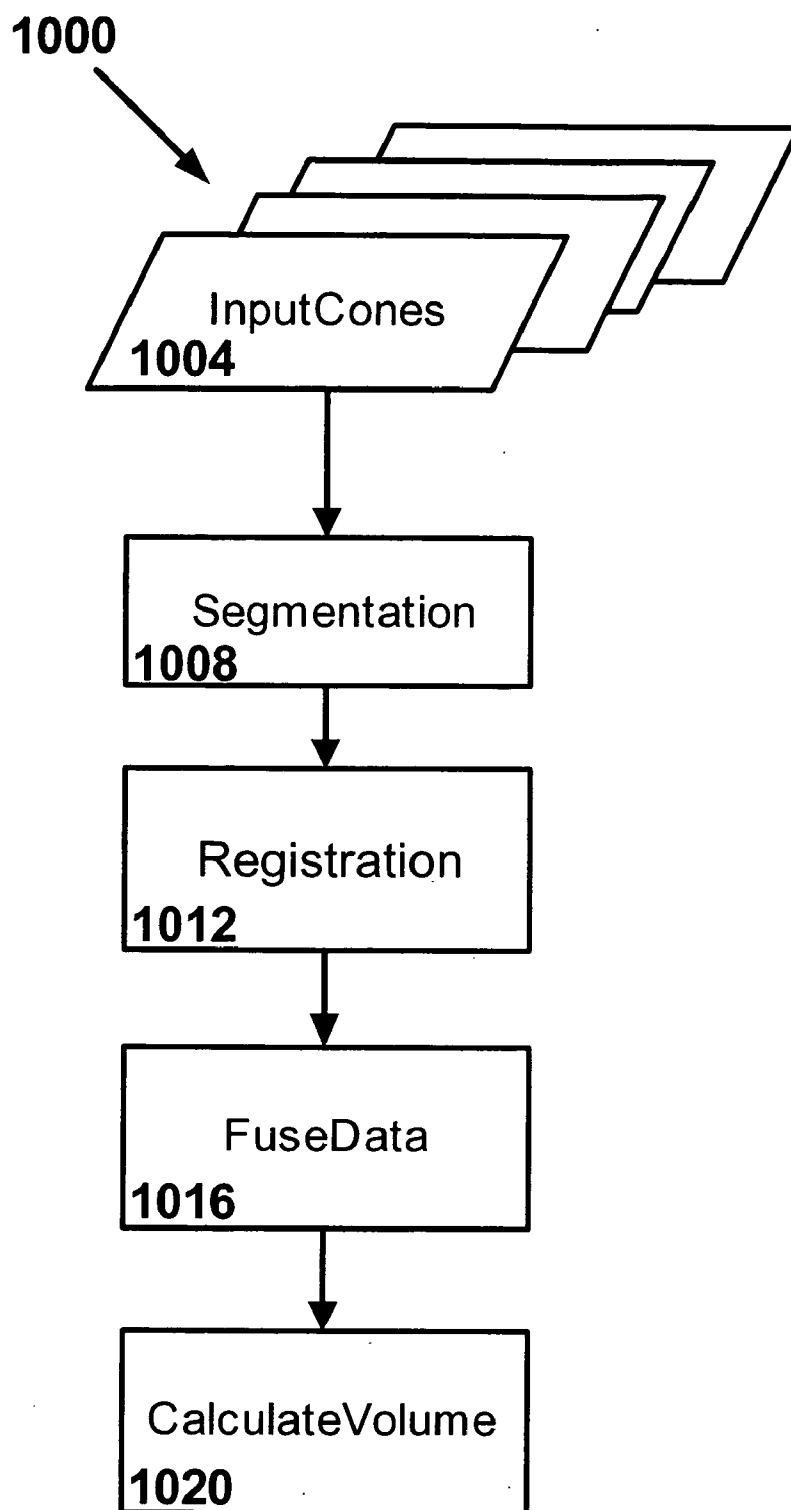 1000
InputCones
1004
Segmentation
1008
Registration
1012
FuseData
1016
CalculateVolume
1020